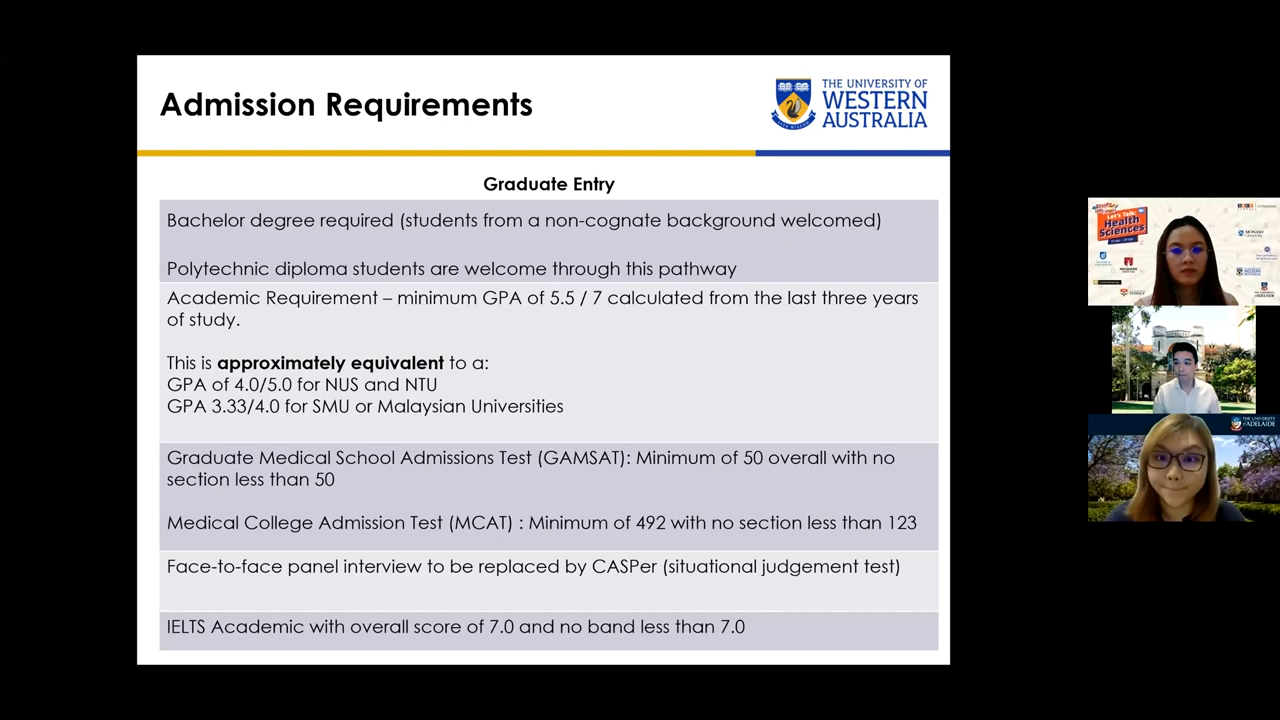 Admission Requirements
THE UNIVERSITY OF
WESTERN
AUSTRALIA
Graduate Entry
Bachelor degree required (students from a non-cognate background welcomed)
Polytechnic diploma students are welcome through this pathway
Academic Requirement – minimum GPA of 5.5 / 7 calculated from the last three years
of study.
This is approximately equivalent to a:
GPA of 4.0/5.0 for NUS and NTU
GPA 3.33/4.0 for SMU or Malaysian Universities
Graduate Medical School Admissions Test (GAMSAT): Minimum of 50 overall with no
section less than 50
Medical College Admission Test (MCAT) : Minimum of 492 with no section less than 123
Face-to-face panel interview to be replaced by CASPer (situational judgement test)
IELTS Academic with overall score of 7.0 and no band less than 7.0
Let's Talk
Health
Sciences
THE UNIVERSITY
of ADELAIDE